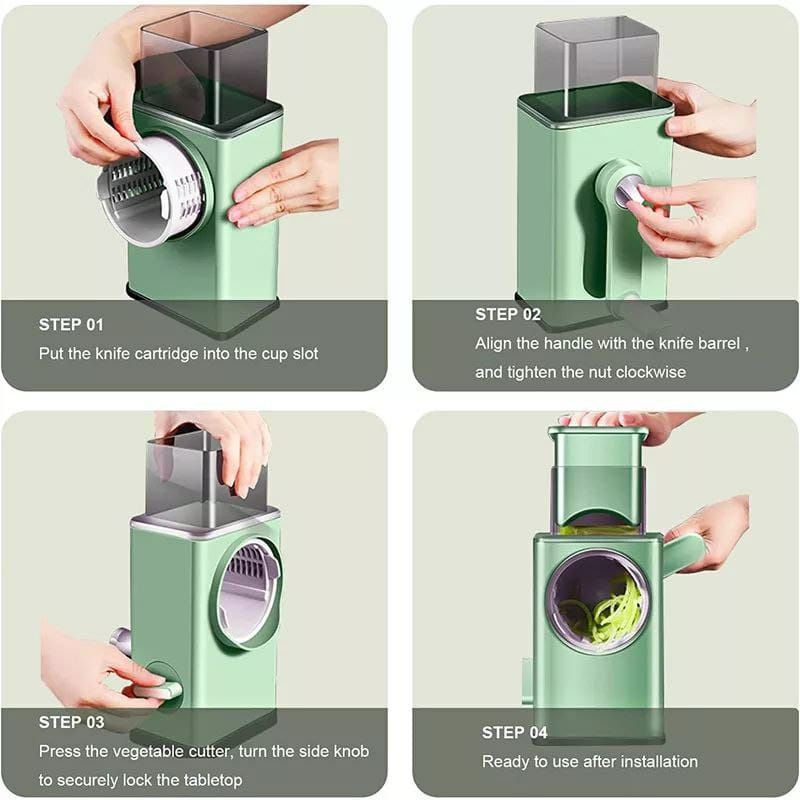 STEP 01
Put the knife cartridge into the cup slot
STEP 02
Align the handle with the knife barrel ,
and tighten the nut clockwise
STEP 03
Press the vegetable cutter, turn the side knob
to securely lock the tabletop
STEP 04
Ready to use after installation